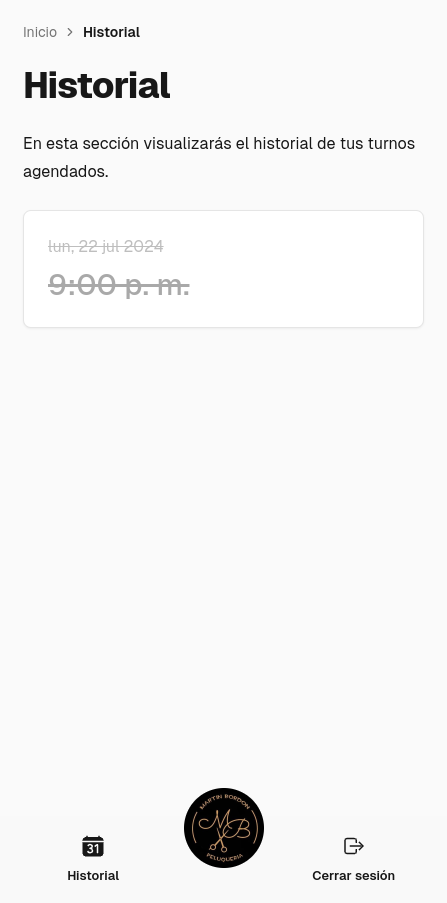 Inicio > Historial
Historial
En esta sección visualizarás el historial de tus turnos
agendados.
lun, 22 jul 2024
9:00 p. m.
MARTIN BORDON
MB
PELUQUERIA
31
Historial
Cerrar sesión